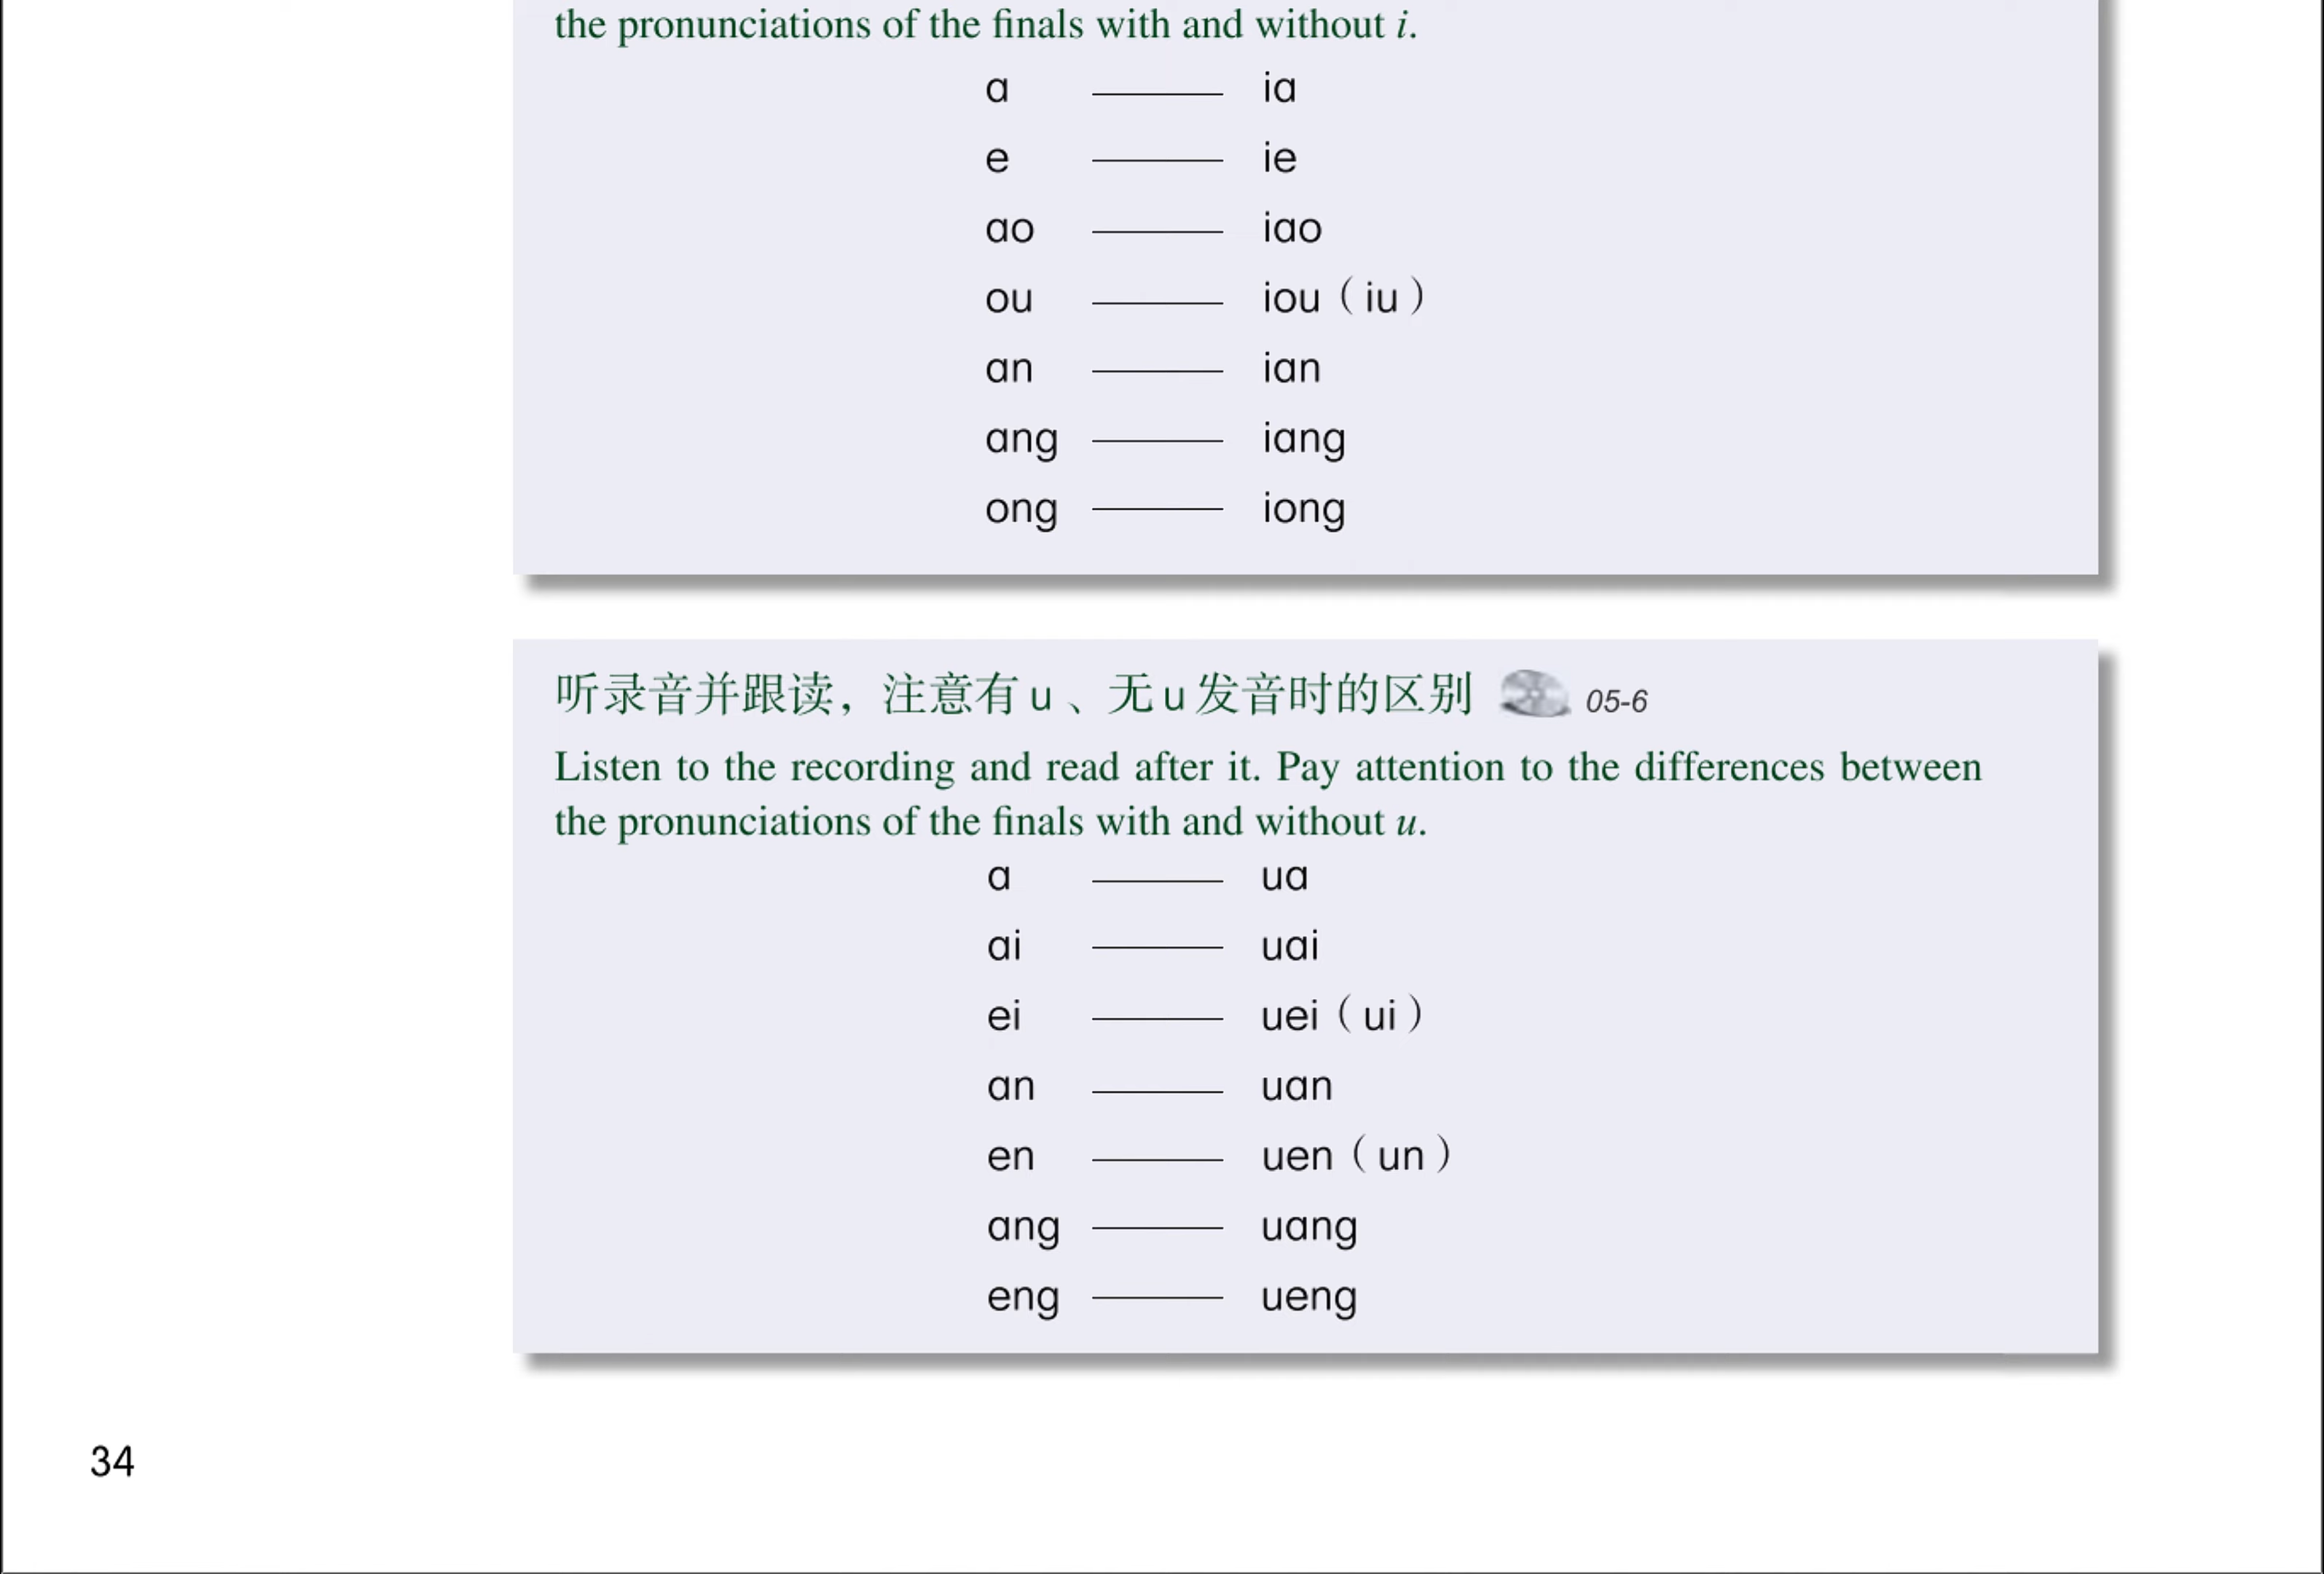 the pronunciations of the finals with and without i.
a ——— ia
e ——— ie
ao ——— iao
ou ——— iou（iu）
an ——— ian
ang ——— iang
ong ——— iong
听录音并跟读，注意有 u 、无 u 发音时的区别 05-6
Listen to the recording and read after it. Pay attention to the differences between
the pronunciations of the finals with and without u.
a ——— ua
ai ——— uai
ei ——— uei（ui）
an ——— uan
en ——— uen（un）
ang ——— uang
eng ——— ueng
34